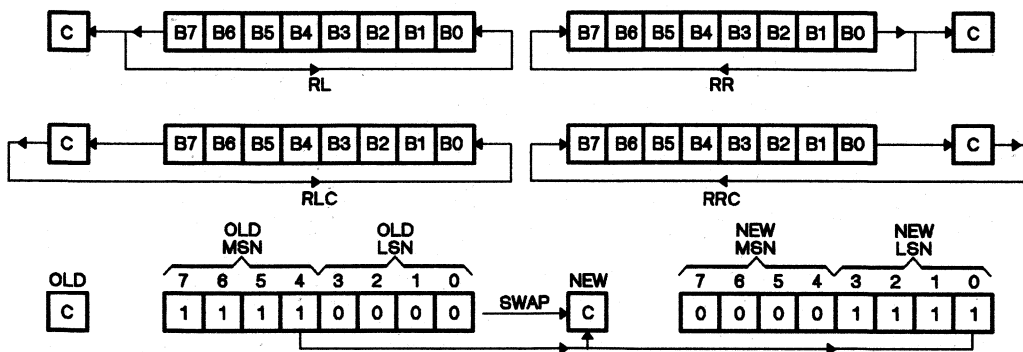 C B7 B6 B5 B4 B3 B2 B1 B0 B7 B6 B5 B4 B3 B2 B1 B0 C
RL RR
C B7 B6 B5 B4 B3 B2 B1 B0 B7 B6 B5 B4 B3 B2 B1 B0 C
RLC RRC
OLD OLD NEW NEW
MSN LSN MSN LSN
OLD 7 6 5 4 3 2 1 0 NEW 7 6 5 4 3 2 1 0
C 1 1 1 1 0 0 0 0 SWAP C 0 0 0 0 1 1 1 1